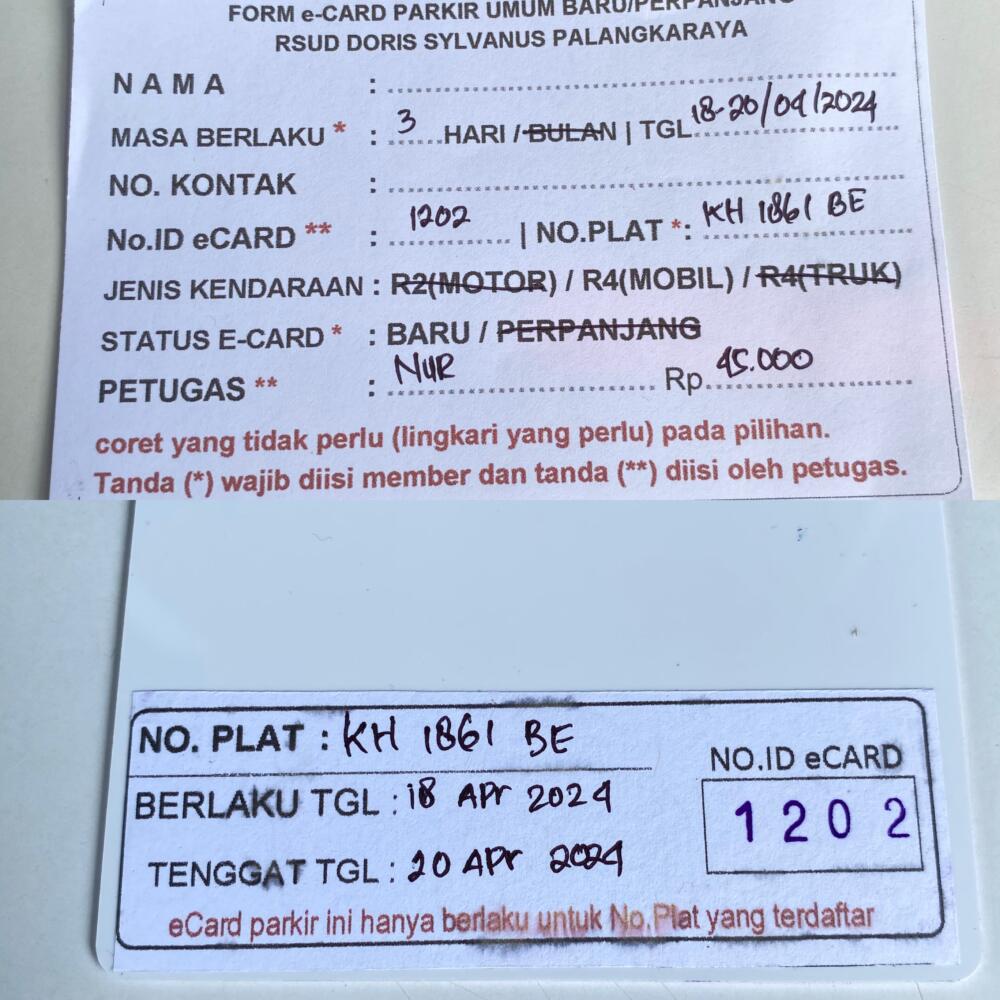 FORM e-CARD PARKIR UMUM BARU/PERPANJANG
RSUD DORIS SYLVANUS PALANGKARAYA
NAMA :
MASA BERLAKU * : 3 HARI / BULAN | TGL 18-20/04/2024
NO. KONTAK :
No.ID eCARD ** : 1202 | NO.PLAT *: KH 1861 BE
JENIS KENDARAAN : R2(MOTOR) / R4(MOBIL) / R4(TRUK)
STATUS E-CARD * : BARU / PERPANJANG
PETUGAS ** : NUR Rp. 45.000
coret yang tidak perlu (lingkari yang perlu) pada pilihan.
Tanda (*) wajib diisi member dan tanda (**) diisi oleh petugas.
NO. PLAT : KH 1861 BE
NO.ID eCARD
BERLAKU TGL : 18 APr 2024
1202
TENGGAT TGL : 20 APr 2024
eCard parkir ini hanya berlaku untuk No.Plat yang terdaftar